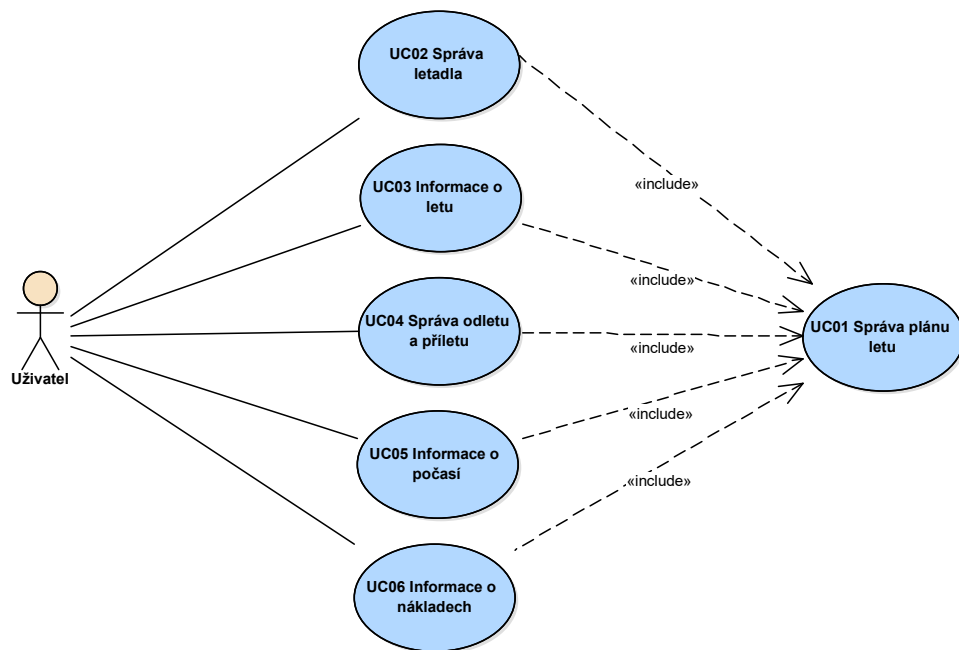 UC02 Správa
letadla
«include»
UC03 Informace o
letu
«include»
UC04 Správa odletu
a příletu
«include»
UC01 Správa plánu
letu
Uživatel
UC05 Informace o
počasí
«include»
UC06 Informace o
nákladech
«include»